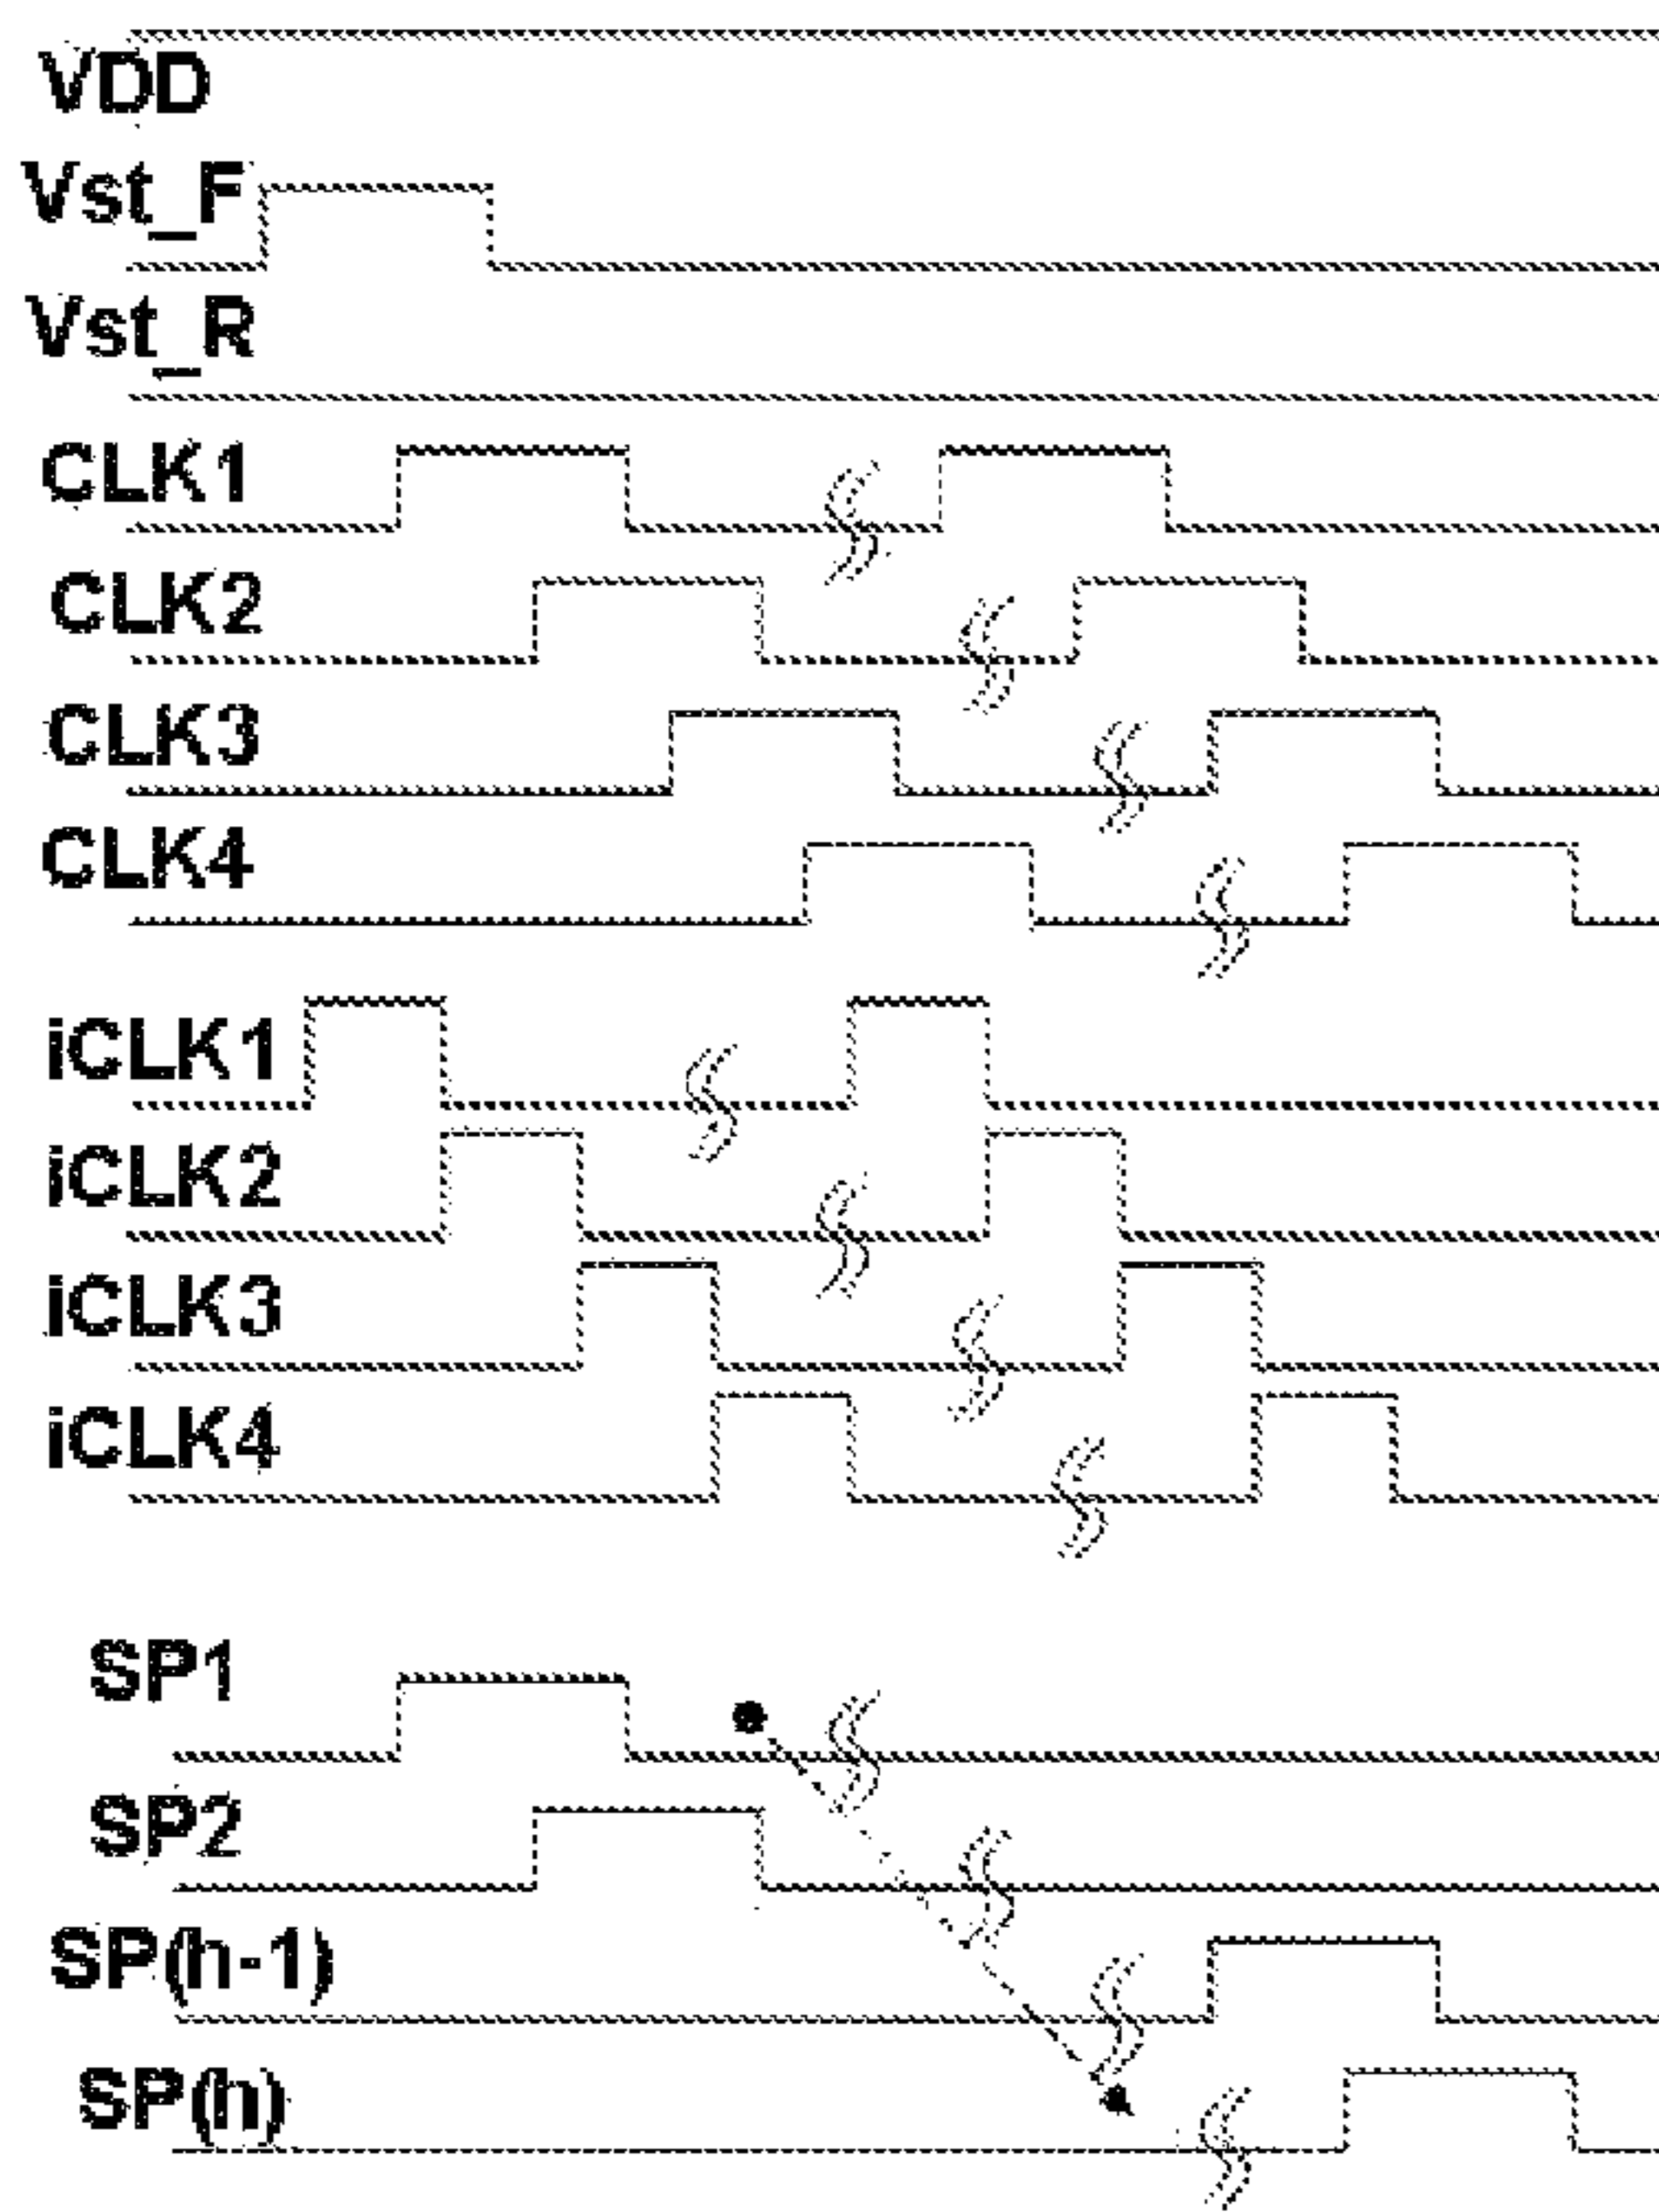 VDD
Vst_F
Vst_R
CLK1
CLK2
CLK3
CLK4
iCLK1
iCLK2
iCLK3
iCLK4
SP1
SP2
SP(h-1)
SP(h)